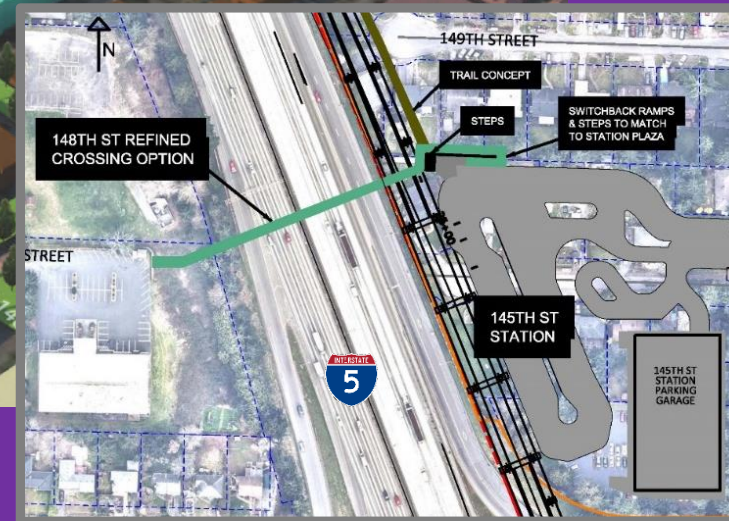 N
149TH STREET
TRAIL CONCEPT
STEPS
SWITCHBACK RAMPS
& STEPS TO MATCH
TO STATION PLAZA
148TH ST REFINED
CROSSING OPTION
STREET
145TH ST
STATION
INTERSTATE
5
145TH ST
STATION
PARKING
GARAGE